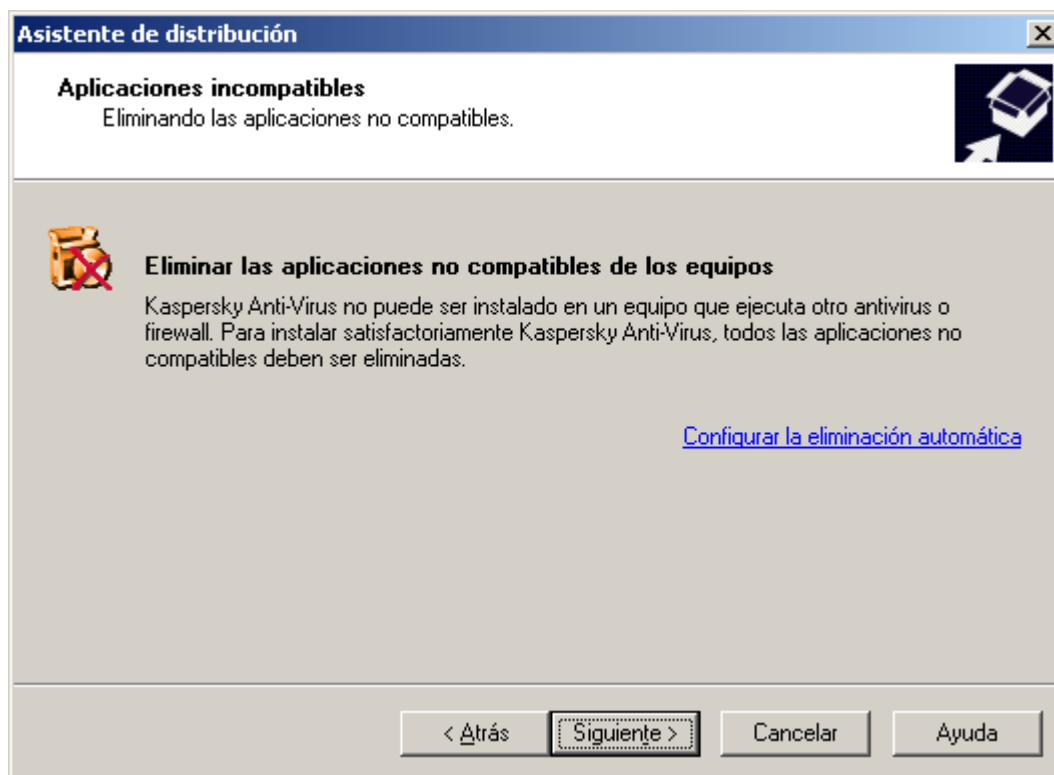 Asistente de distribución
Aplicaciones incompatibles
Eliminando las aplicaciones no compatibles.
Eliminar las aplicaciones no compatibles de los equipos
Kaspersky Anti-Virus no puede ser instalado en un equipo que ejecuta otro antivirus o
firewall. Para instalar satisfactoriamente Kaspersky Anti-Virus, todos las aplicaciones no
compatibles deben ser eliminadas.
Configurar la eliminación automática
< Atrás Siguiente > Cancelar Ayuda